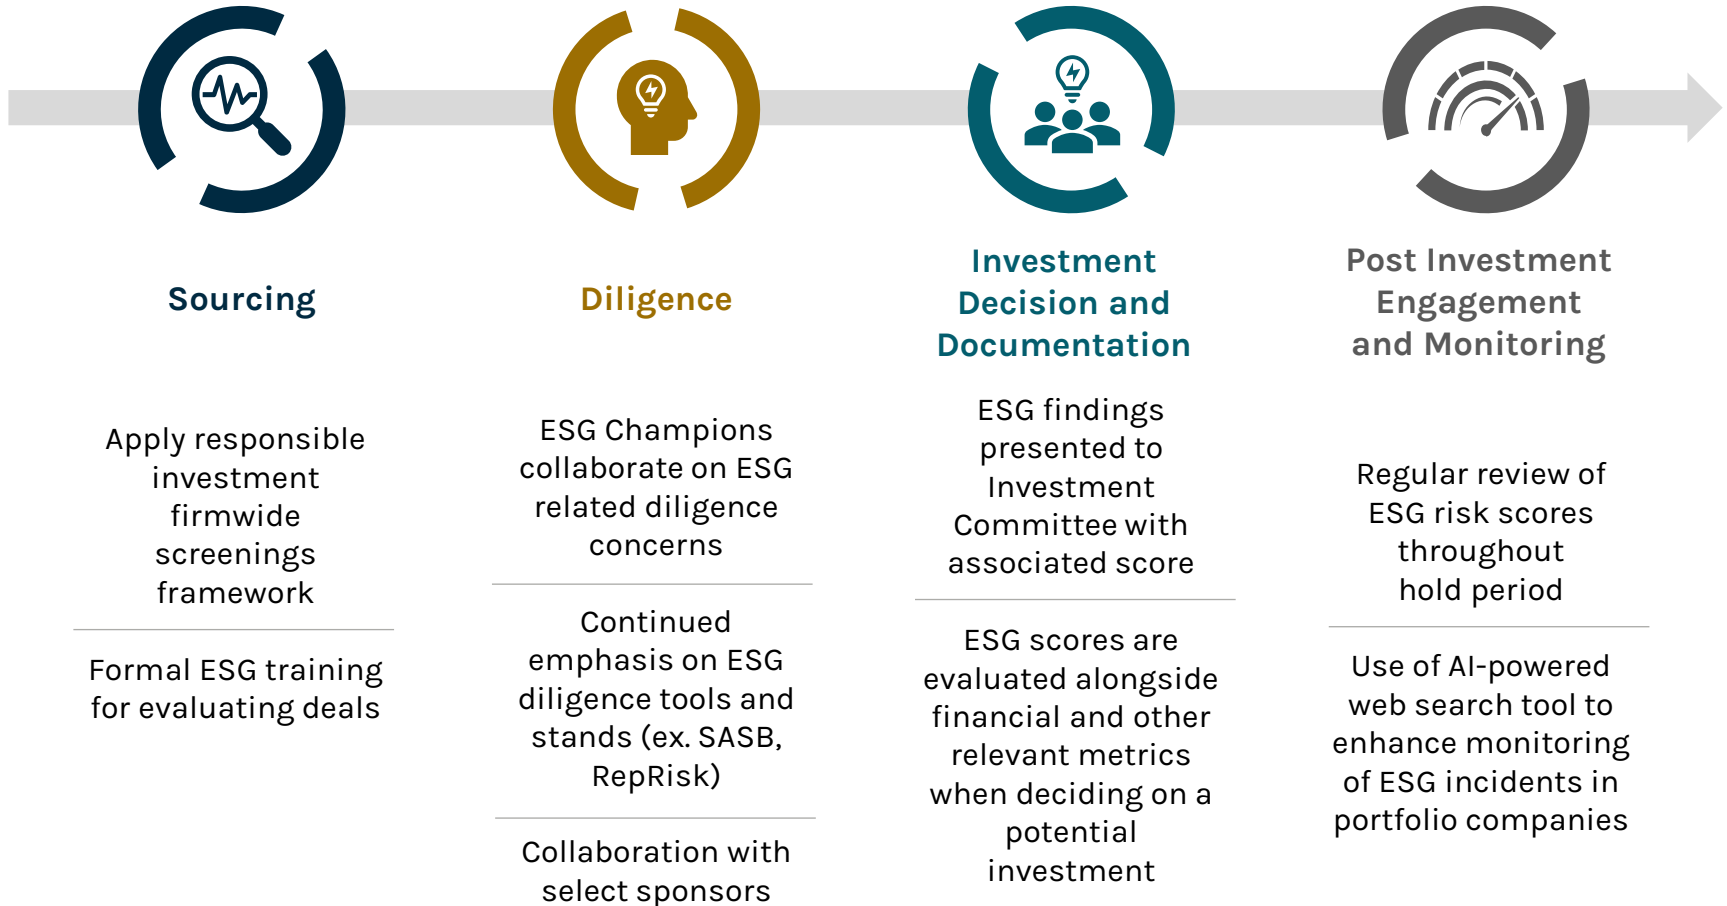 Sourcing
Apply responsible
investment
firmwide
screenings
framework
Formal ESG training
for evaluating deals
Diligence
ESG Champions
collaborate on ESG
related diligence
concerns
Continued
emphasis on ESG
diligence tools and
stands (ex. SASB,
RepRisk)
Collaboration with
select sponsors
Investment
Decision and
Documentation
ESG findings
presented to
Investment
Committee with
associated score
ESG scores are
evaluated alongside
financial and other
relevant metrics
when deciding on a
potential
investment
Post Investment
Engagement
and Monitoring
Regular review of
ESG risk scores
throughout
hold period
Use of AI-powered
web search tool to
enhance monitoring
of ESG incidents in
portfolio companies